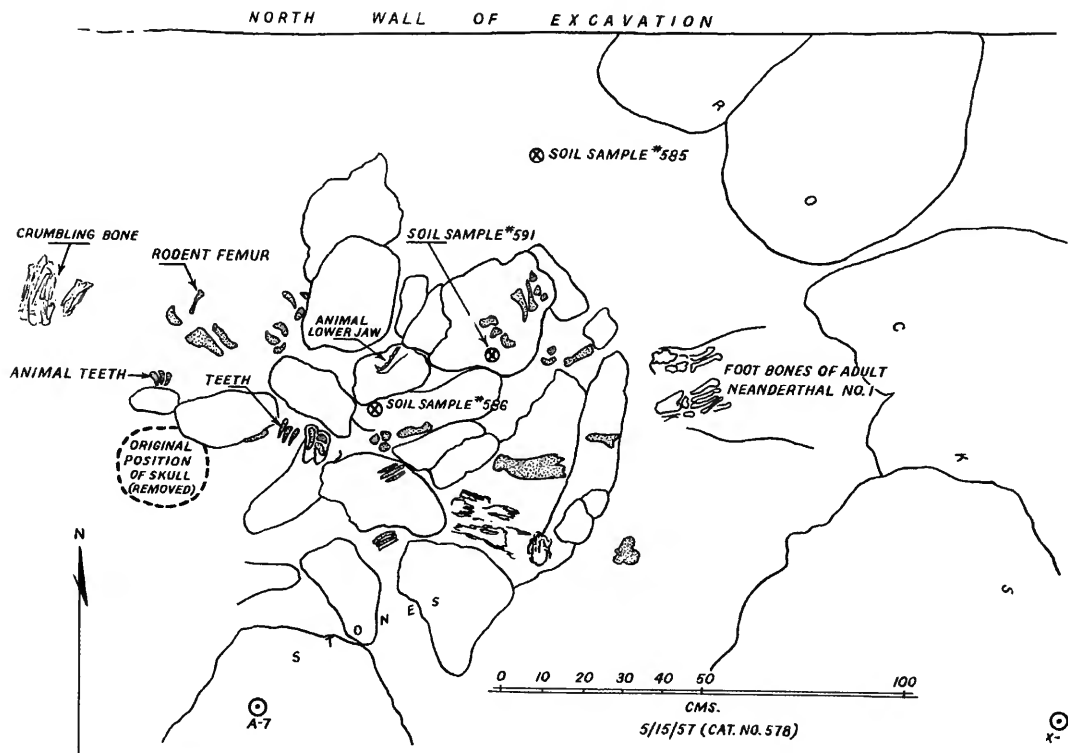 NORTH WALL OF EXCAVATION
SOIL SAMPLE #585
CRUMBLING BONE
RODENT FEMUR
SOIL SAMPLE #591
ANIMAL
LOWER JAW
ANIMAL TEETH
TEETH
SOIL SAMPLE #586
FOOT BONES OF ADULT
NEANDERTHAL NO. 1
ORIGINAL
POSITION
OF SKULL
(REMOVED)
N
ROCKS
STONES
0 10 20 30 40 50 100
CMS.
5/15/57 (CAT. NO. 578)
A-7
X-